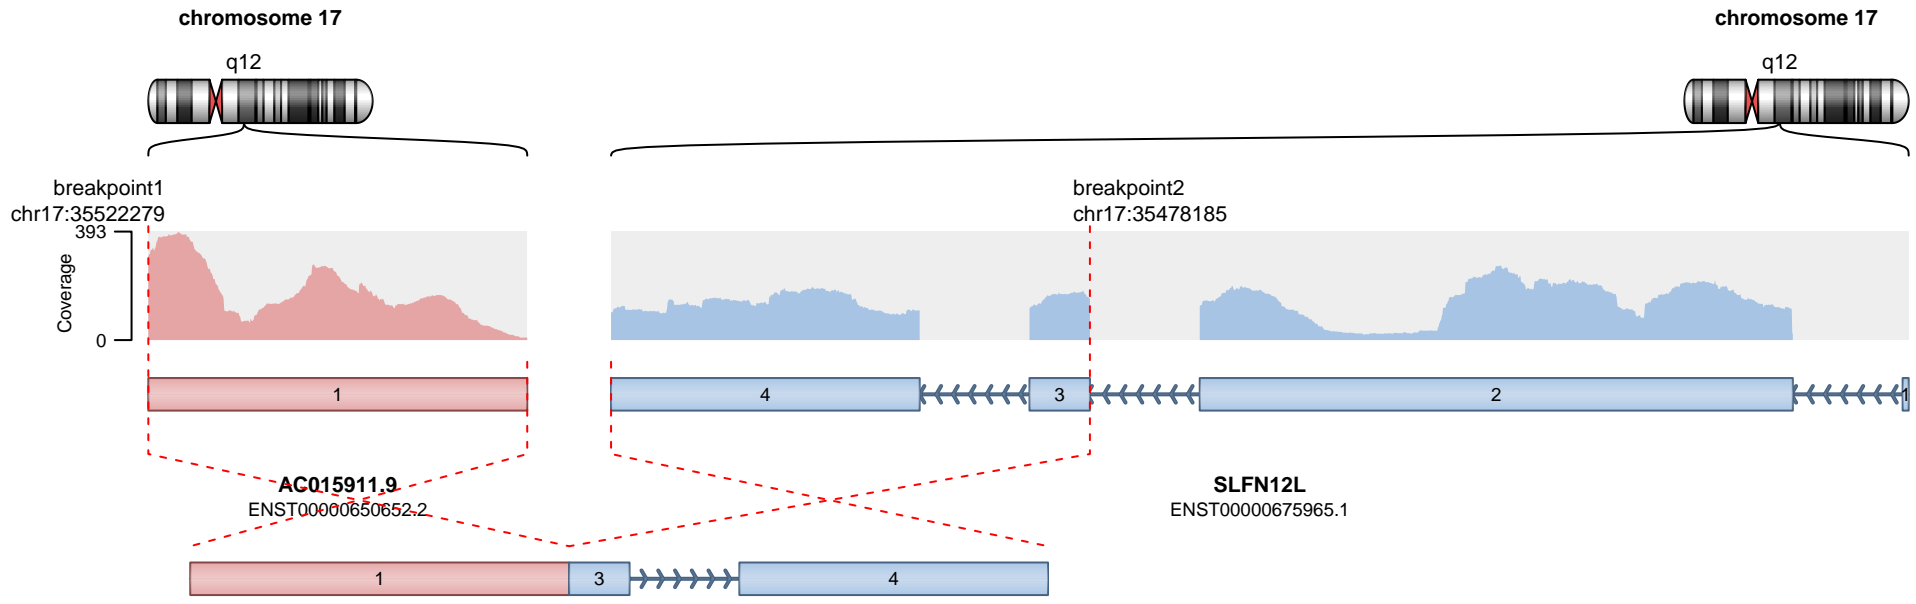 chromosome 17
chromosome 17
q12
q12
breakpoint1
chr17:35522279
breakpoint2
chr17:35478185
393
Coverage
0
1
4
3
2
1
AC015911.9
ENST00000650652.2
SLFN12L
ENST00000675965.1
1
3
4